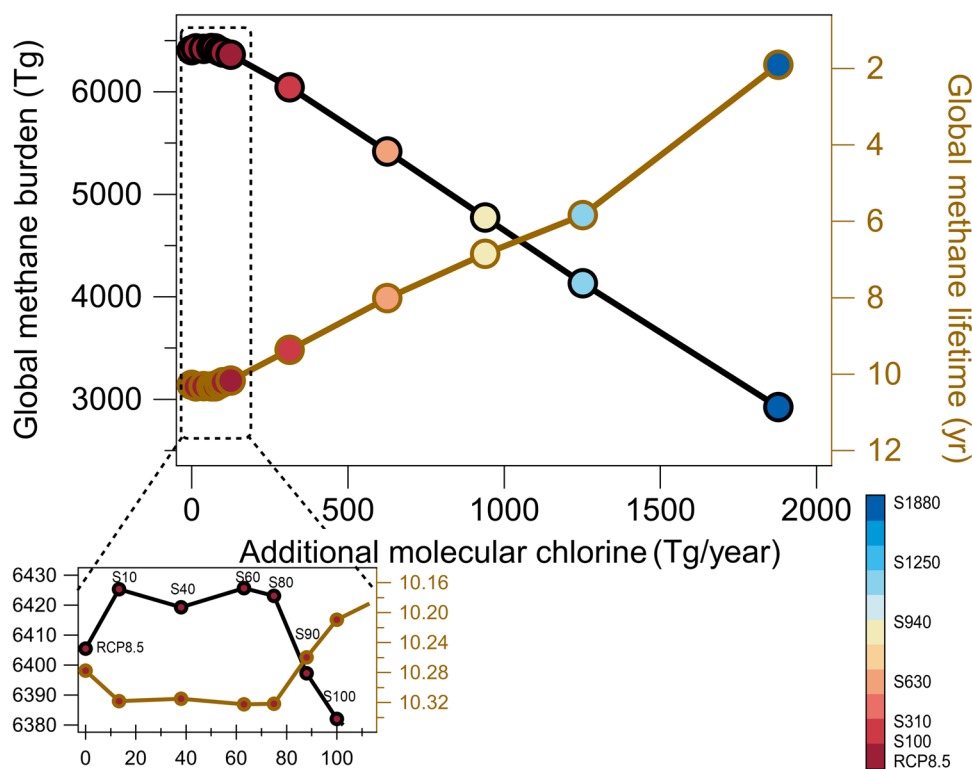 Global methane burden (Tg)
6000
5000
4000
3000
2
4
6
8
10
12
Global methane lifetime (yr)
0
500
1000
1500
2000
Additional molecular chlorine (Tg/year)
6430
6420
6410
6400
6390
6380
S10
S40
S60
S80
RCP8.5
S90
S100
10.16
10.20
10.24
10.28
10.32
0
20
40
60
80
100
S1880
S1250
S940
S630
S310
S100
RCP8.5